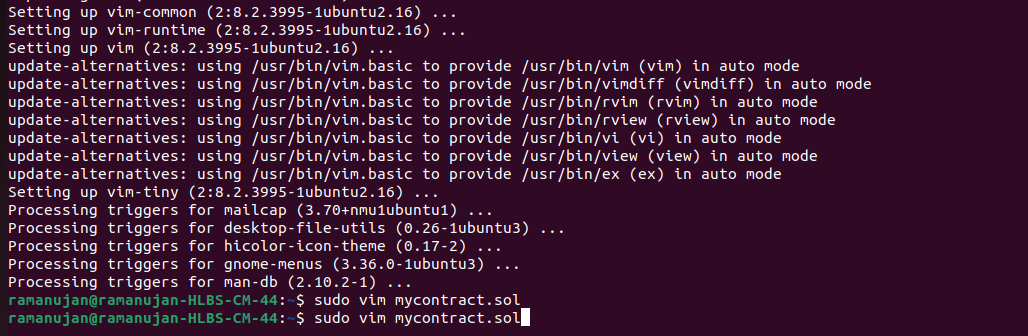 Setting up vim-common (2:8.2.3995-1ubuntu2.16) ...
Setting up vim-runtime (2:8.2.3995-1ubuntu2.16) ...
Setting up vim (2:8.2.3995-1ubuntu2.16) ...
update-alternatives: using /usr/bin/vim.basic to provide /usr/bin/vim (vim) in auto mode
update-alternatives: using /usr/bin/vim.basic to provide /usr/bin/vimdiff (vimdiff) in auto mode
update-alternatives: using /usr/bin/vim.basic to provide /usr/bin/rvim (rvim) in auto mode
update-alternatives: using /usr/bin/vim.basic to provide /usr/bin/rview (rview) in auto mode
update-alternatives: using /usr/bin/vim.basic to provide /usr/bin/vi (vi) in auto mode
update-alternatives: using /usr/bin/vim.basic to provide /usr/bin/view (view) in auto mode
update-alternatives: using /usr/bin/vim.basic to provide /usr/bin/ex (ex) in auto mode
Setting up vim-tiny (2:8.2.3995-1ubuntu2.16) ...
Processing triggers for mailcap (3.70+nmu1ubuntu1) ...
Processing triggers for desktop-file-utils (0.26-1ubuntu3) ...
Processing triggers for hicolor-icon-theme (0.17-2) ...
Processing triggers for gnome-menus (3.36.0-1ubuntu3) ...
Processing triggers for man-db (2.10.2-1) ...
ramanujan@ramanujan-HLBS-CM-44:~$ sudo vim mycontract.sol
ramanujan@ramanujan-HLBS-CM-44:~$ sudo vim mycontract.sol